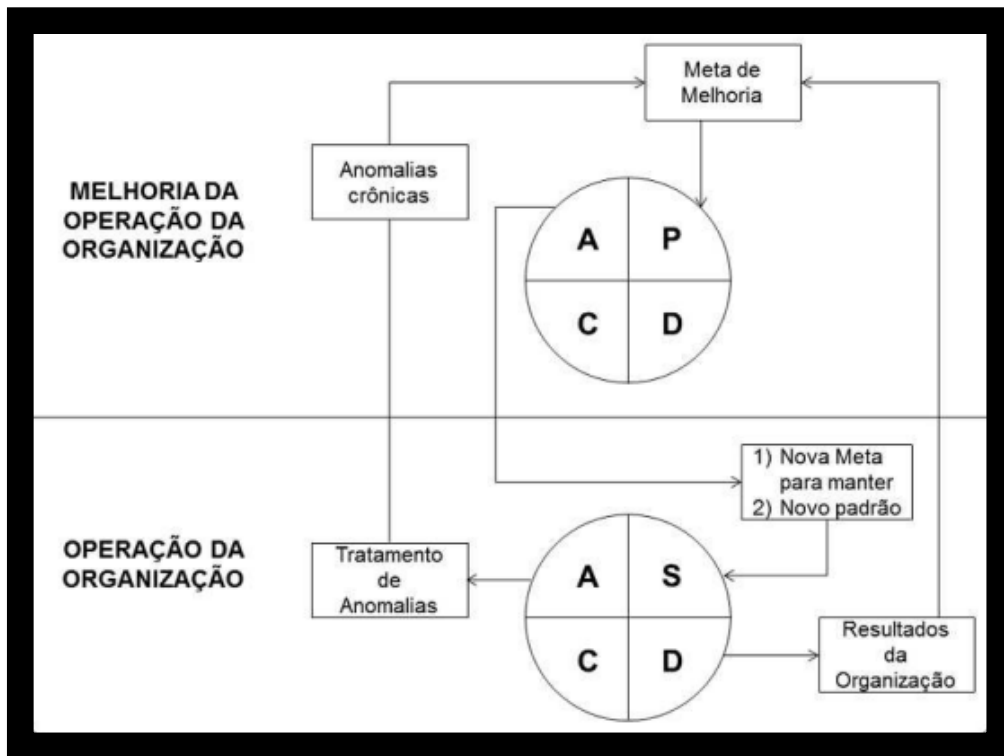 Meta de
Melhoria
Anomalias
crônicas
MELHORIA DA
OPERAÇÃO DA
ORGANIZAÇÃO
A
P
C
D
1) Nova Meta
para manter
2) Novo padrão
OPERAÇÃO DA
ORGANIZAÇÃO
Tratamento
de
Anomalias
A
S
C
D
Resultados
da
Organização